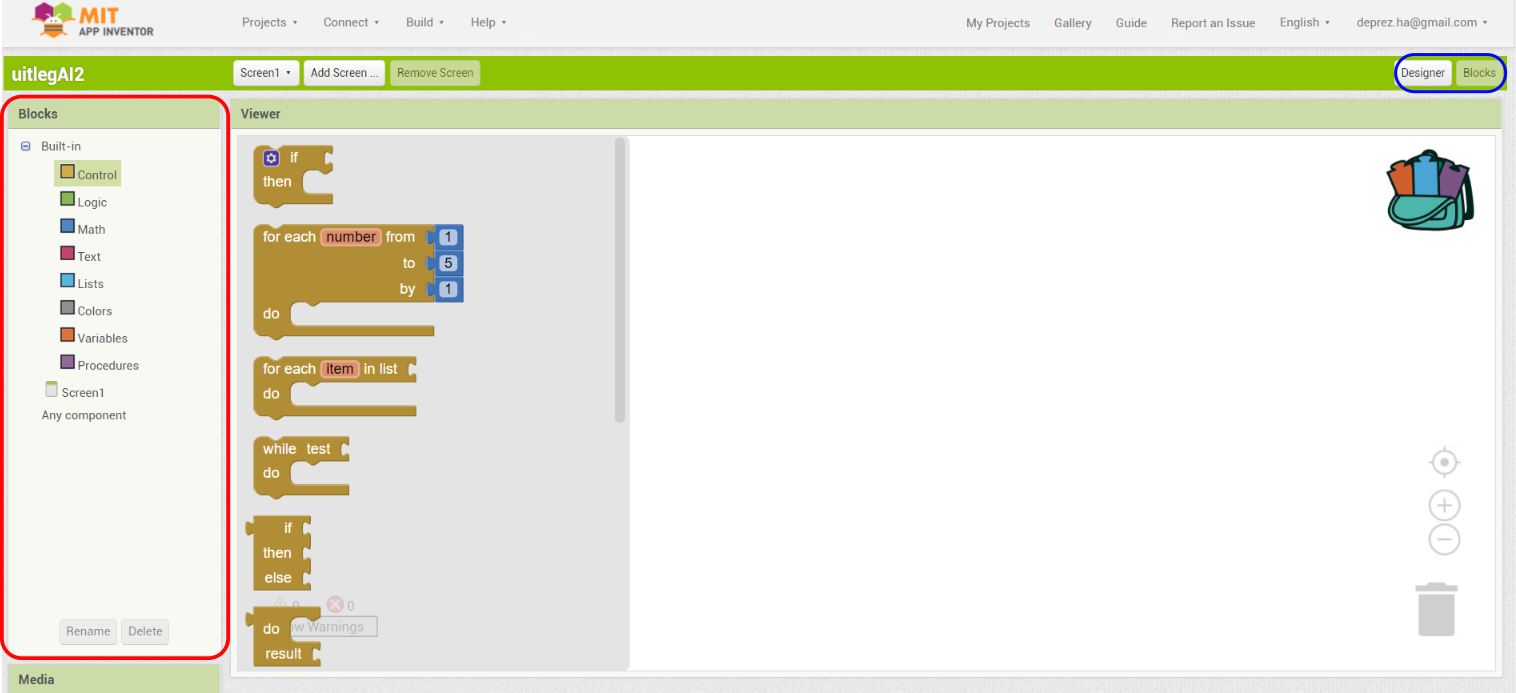 MIT
APP INVENTOR
Projects Connect Build Help My Projects Gallery Guide Report an Issue English deprez.ha@gmail.com
uitlegAI2 Screen1 Add Screen ... Remove Screen Designer Blocks
Blocks
Built-in
Control
Logic
Math
Text
Lists
Colors
Variables
Procedures
Screen1
Any component
Rename Delete
Media
Viewer
if
then
for each number from 1
to 5
by 1
do
for each item in list
do
while test
do
if
then
else
0 0
do
w Warnings
result